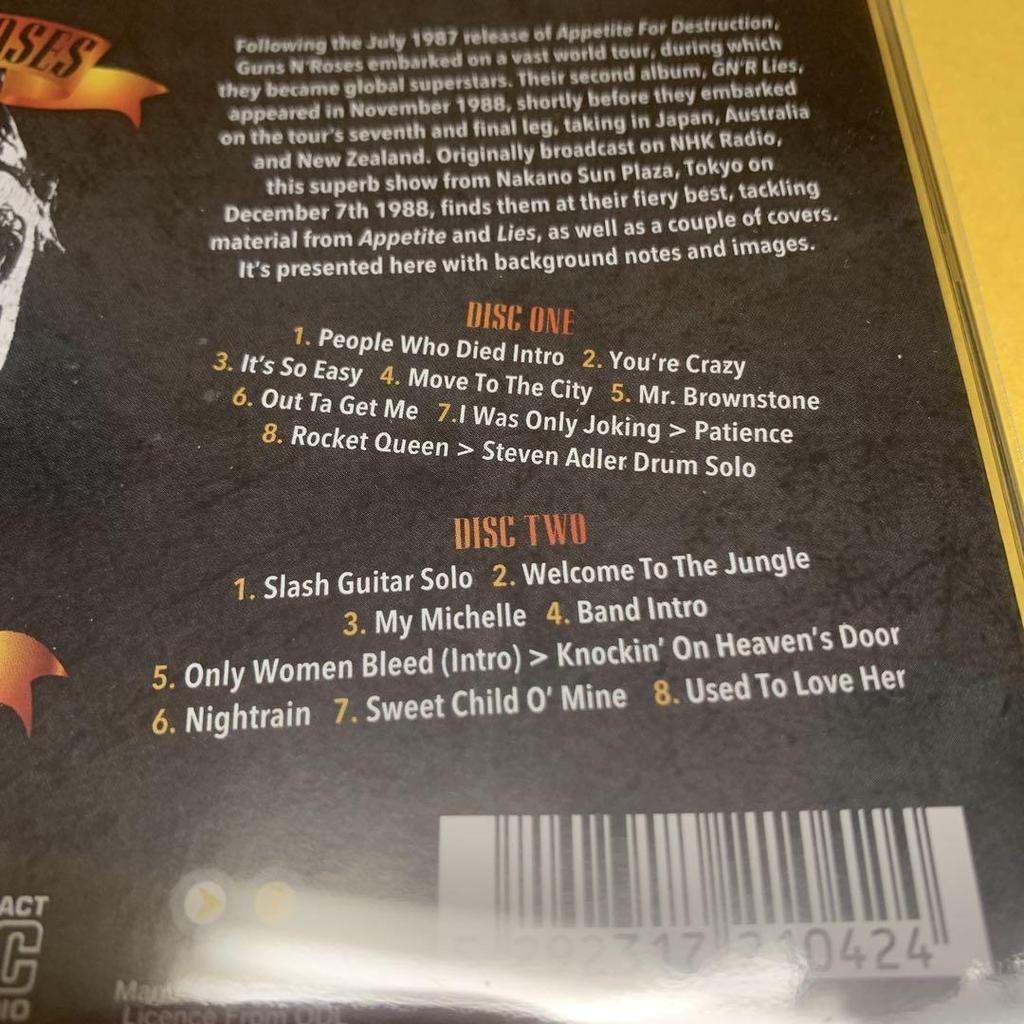 OSES
Following the July 1987 release of Appetite For Destruction,
Guns N'Roses embarked on a vast world tour, during which
they became global superstars. Their second album, GN'R Lies,
appeared in November 1988, shortly before they embarked
on the tour's seventh and final leg, taking in Japan, Australia
and New Zealand. Originally broadcast on NHK Radio,
this superb show from Nakano Sun Plaza, Tokyo on
December 7th 1988, finds them at their fiery best, tackling
material from Appetite and Lies, as well as a couple of covers.
It's presented here with background notes and images.
DISC ONE
1. People Who Died Intro 2. You're Crazy
3. It's So Easy 4. Move To The City 5. Mr. Brownstone
6. Out Ta Get Me 7.I Was Only Joking > Patience
8. Rocket Queen > Steven Adler Drum Solo
DISC TWO
1. Slash Guitar Solo 2. Welcome To The Jungle
3. My Michelle 4. Band Intro
5. Only Women Bleed (Intro) > Knockin' On Heaven's Door
6. Nightrain 7. Sweet Child O' Mine 8. Used To Love Her
5 292317 210424
ACT
IO
Licence From ODL